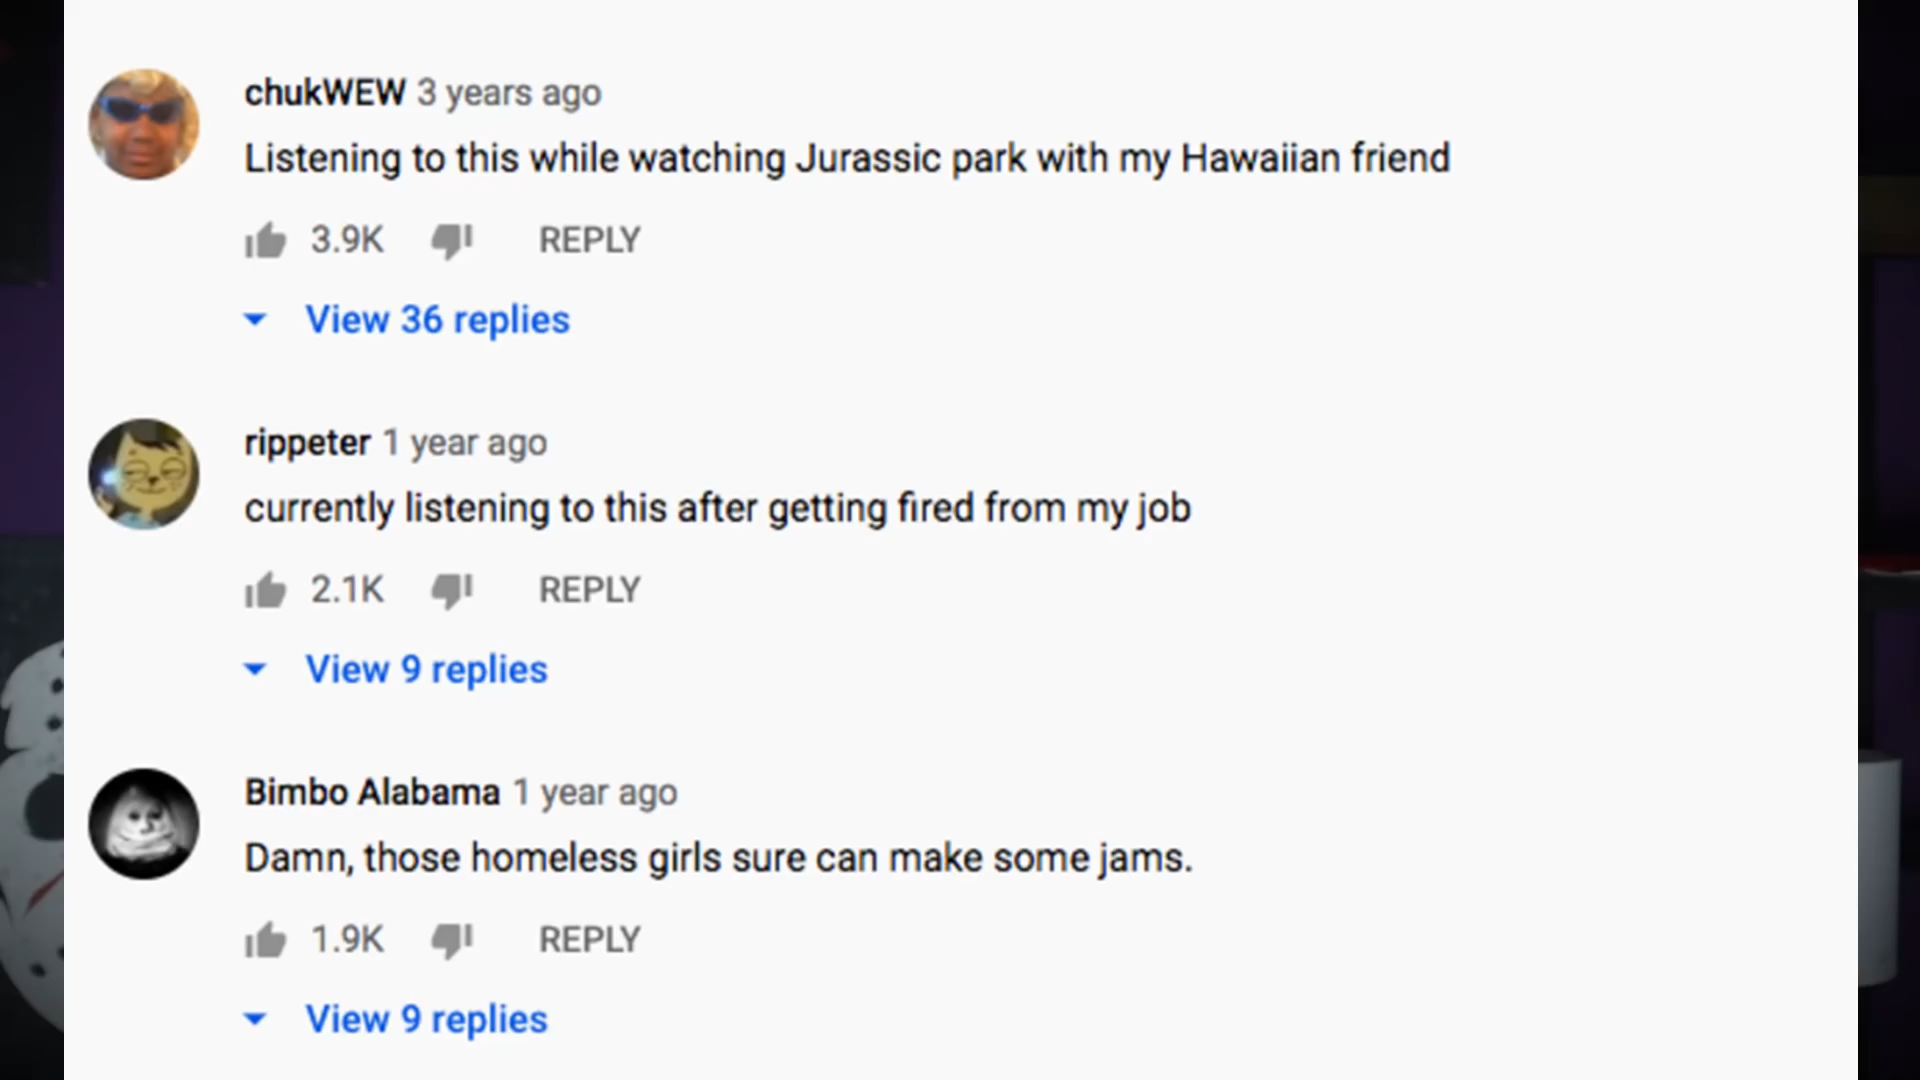 chukWEW 3 years ago
Listening to this while watching Jurassic park with my Hawaiian friend
3.9K REPLY
View 36 replies
rippeter 1 year ago
currently listening to this after getting fired from my job
2.1K REPLY
View 9 replies
Bimbo Alabama 1 year ago
Damn, those homeless girls sure can make some jams.
1.9K REPLY
View 9 replies